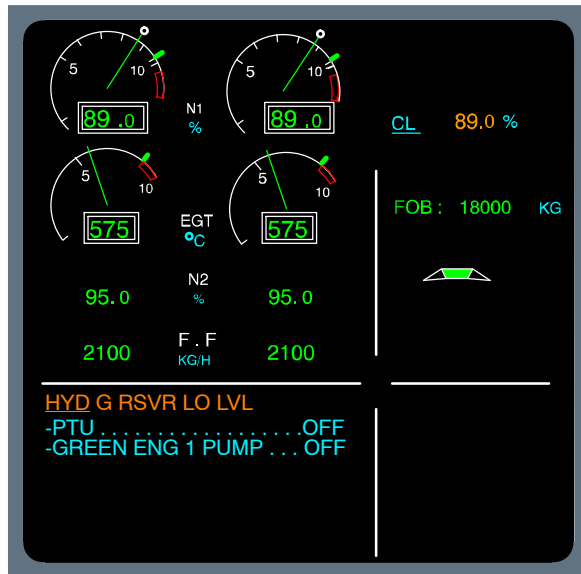 5 10
5 10
89 .0 N1 89 .0
%
CL 89.0 %
5 10
5 10
575 EGT 575
°C
FOB : 18000 KG
95.0 N2 95.0
%
2100 F . F 2100
KG/H
HYD G RSVR LO LVL
-PTU . . . . . . . . . . . . . . . . . .OFF
-GREEN ENG 1 PUMP . . . OFF